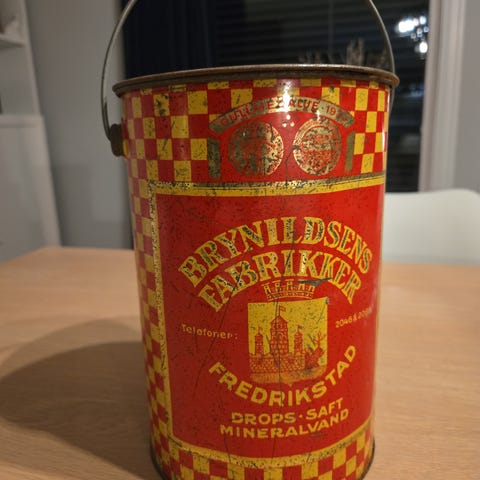 BRYNILDSENS
FABRIKKER
Telefoner:
FREDRIKSTAD
DROPS·SAFT
MINERALVAND